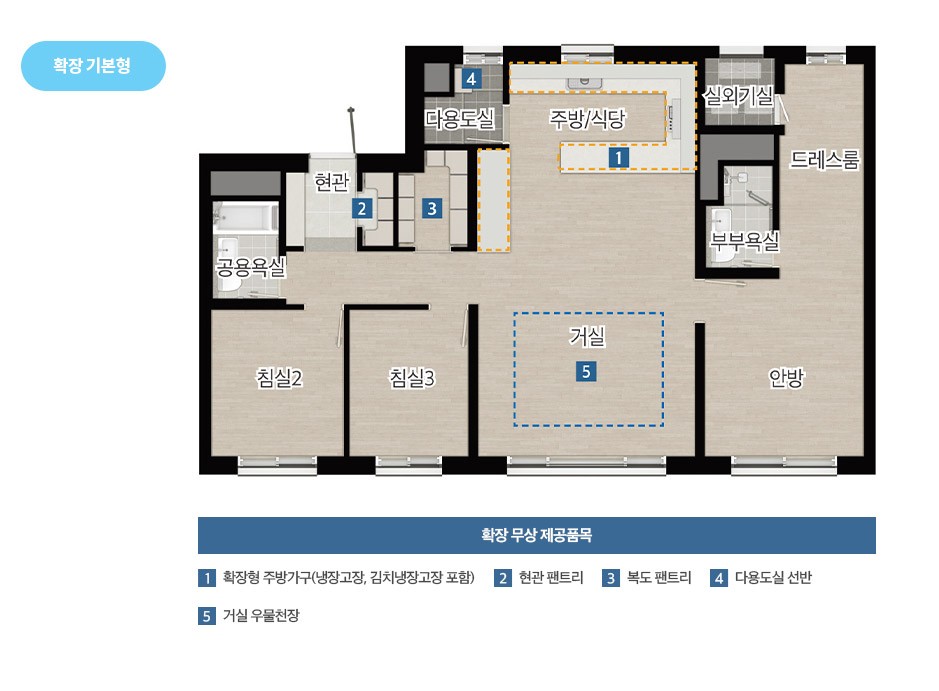 확장 기본형
4
다용도실
주방/식당
실외기실
1
드레스룸
현관
2
3
부부욕실
공용욕실
거실
5
침실2
침실3
안방
확장 무상 제공품목
1 확장형 주방가구(냉장고장, 김치냉장고장 포함) 2 현관 팬트리 3 복도 팬트리 4 다용도실 선반
5 거실 우물천장